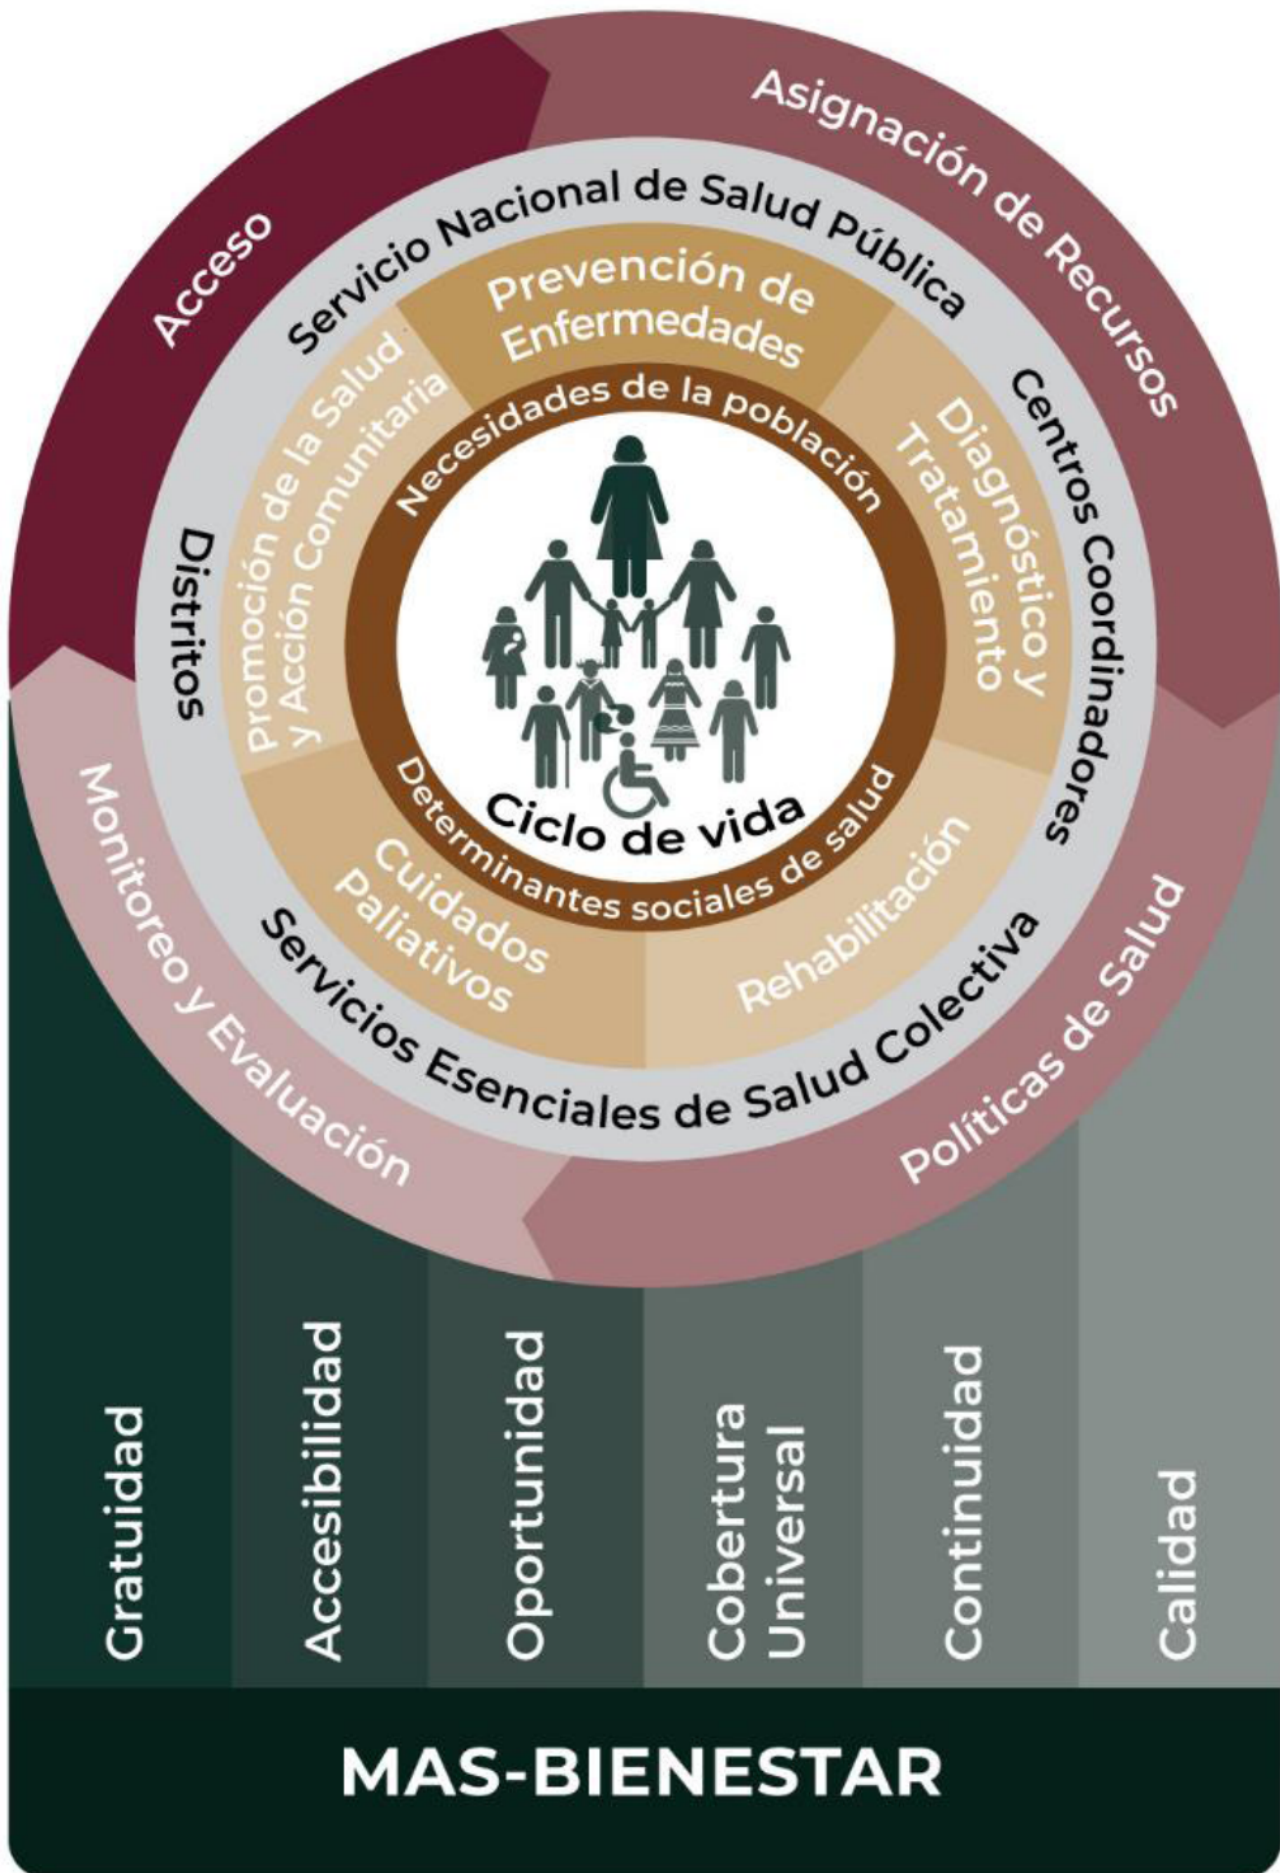 Acceso
Asignación de Recursos
Políticas de Salud
Monitoreo y Evaluación
Servicio Nacional de Salud Pública
Centros Coordinadores
Servicios Esenciales de Salud Colectiva
Distritos
Prevención de
Enfermedades
Diagnóstico y
Tratamiento
Rehabilitación
Cuidados
Paliativos
Promoción de la Salud
y Acción Comunitaria
Necesidades de la población
Determinantes sociales de salud
Ciclo de vida
Gratuidad
Accesibilidad
Oportunidad
Cobertura
Universal
Continuidad
Calidad
MAS-BIENESTAR